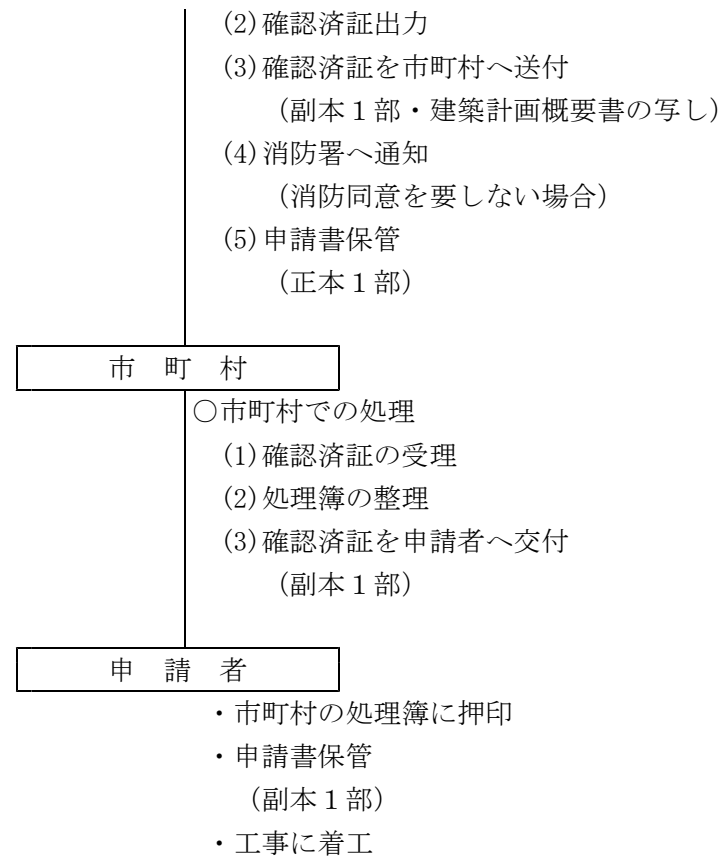 (2)確認済証出力
(3)確認済証を市町村へ送付
(副本１部・建築計画概要書の写し)
(4)消防署へ通知
(消防同意を要しない場合)
(5)申請書保管
(正本１部)
市　町　村
○市町村での処理
(1)確認済証の受理
(2)処理簿の整理
(3)確認済証を申請者へ交付
(副本１部)
申　請　者
・市町村の処理簿に押印
・申請書保管
(副本１部)
・工事に着工